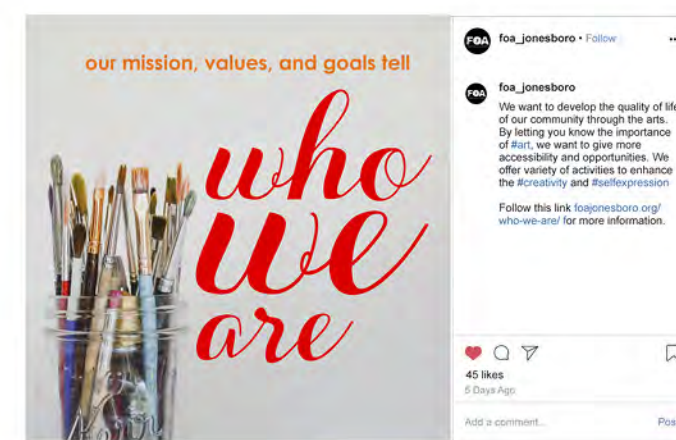 our mission, values, and goals tell
who
we
are
Kerr
FOA
foa_jonesboro • Follow
FOA
foa_jonesboro
We want to develop the quality of life
of our community through the arts.
By letting you know the importance
of #art, we want to give more
accessibility and opportunities. We
offer variety of activities to enhance
the #creativity and #selfexpression
Follow this link foajonesboro.org/
who-we-are/ for more information.
45 likes
5 Days Ago
Add a comment...
Pos